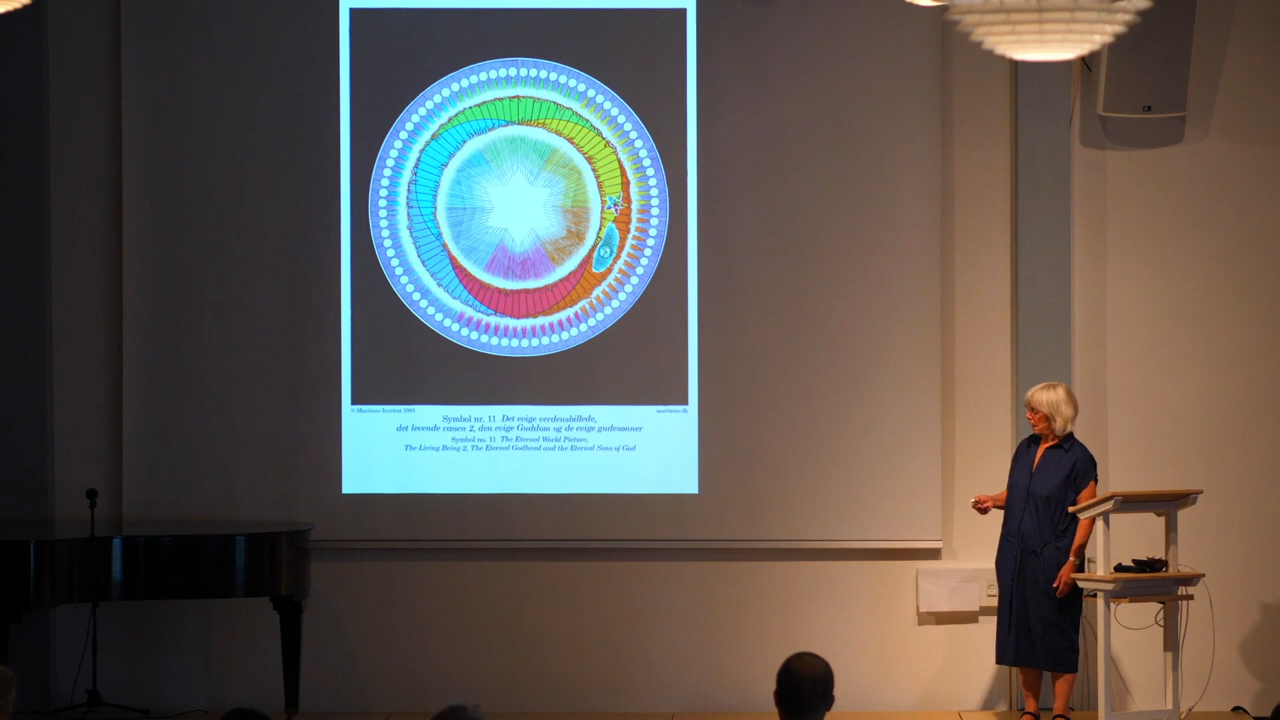 © Martinus Institut 1981
martinus.dk
Symbol nr. 11 Det evige verdensbillede,
det levende væsen 2, den evige Guddom og de evige gudesønner
Symbol no. 11 The Eternal World Picture,
The Living Being 2, The Eternal Godhead and the Eternal Sons of God